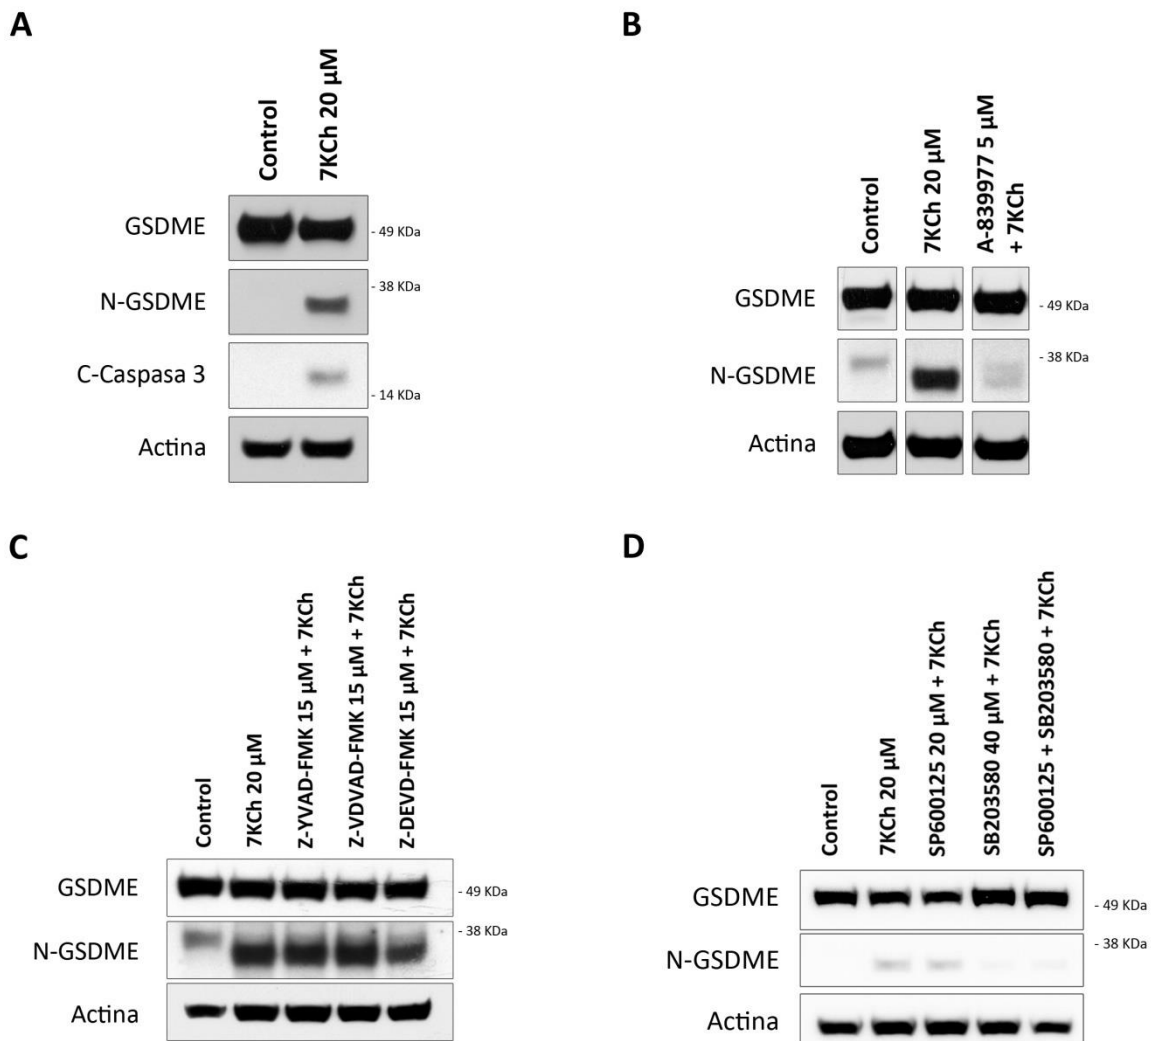 A
Control
7KCh 20 µM
GSDME
- 49 KDa
N-GSDME
- 38 KDa
C-Caspasa 3
- 14 KDa
Actina
B
Control
7KCh 20 µM
A-839977 5 µM
+ 7KCh
GSDME
- 49 KDa
N-GSDME
- 38 KDa
Actina
C
Control
7KCh 20 µM
Z-YVAD-FMK 15 µM + 7KCh
Z-VDVAD-FMK 15 µM + 7KCh
Z-DEVD-FMK 15 µM + 7KCh
GSDME
- 49 KDa
N-GSDME
- 38 KDa
Actina
D
Control
7KCh 20 µM
SP600125 20 µM + 7KCh
SB203580 40 µM + 7KCh
SP600125 + SB203580 + 7KCh
GSDME
- 49 KDa
N-GSDME
- 38 KDa
Actina